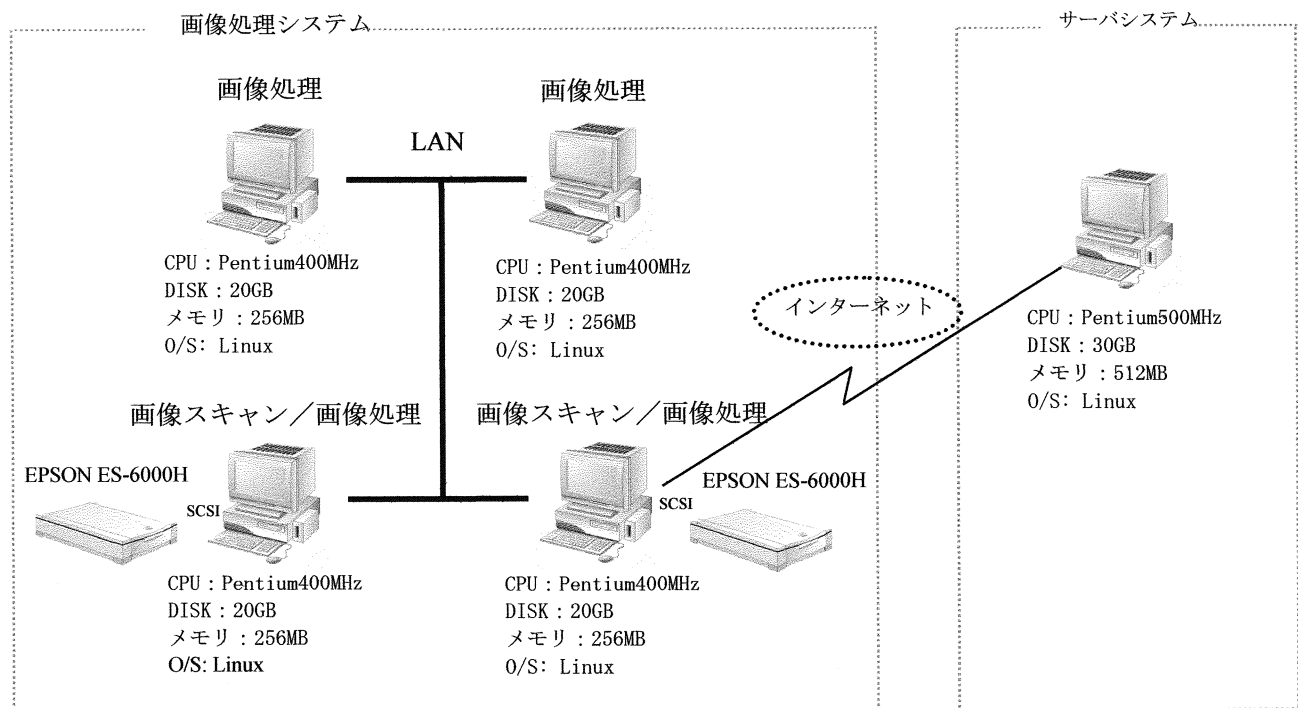 画像処理システム
サーバシステム
画像処理
画像処理
LAN
CPU：Pentium400MHz
DISK：20GB
メモリ：256MB
O/S: Linux
CPU：Pentium400MHz
DISK：20GB
メモリ：256MB
O/S: Linux
インターネット
CPU：Pentium500MHz
DISK：30GB
メモリ：512MB
O/S: Linux
画像スキャン／画像処理
画像スキャン／画像処理
EPSON ES-6000H
SCSI
SCSI
EPSON ES-6000H
CPU：Pentium400MHz
DISK：20GB
メモリ：256MB
O/S: Linux
CPU：Pentium400MHz
DISK：20GB
メモリ：256MB
O/S: Linux